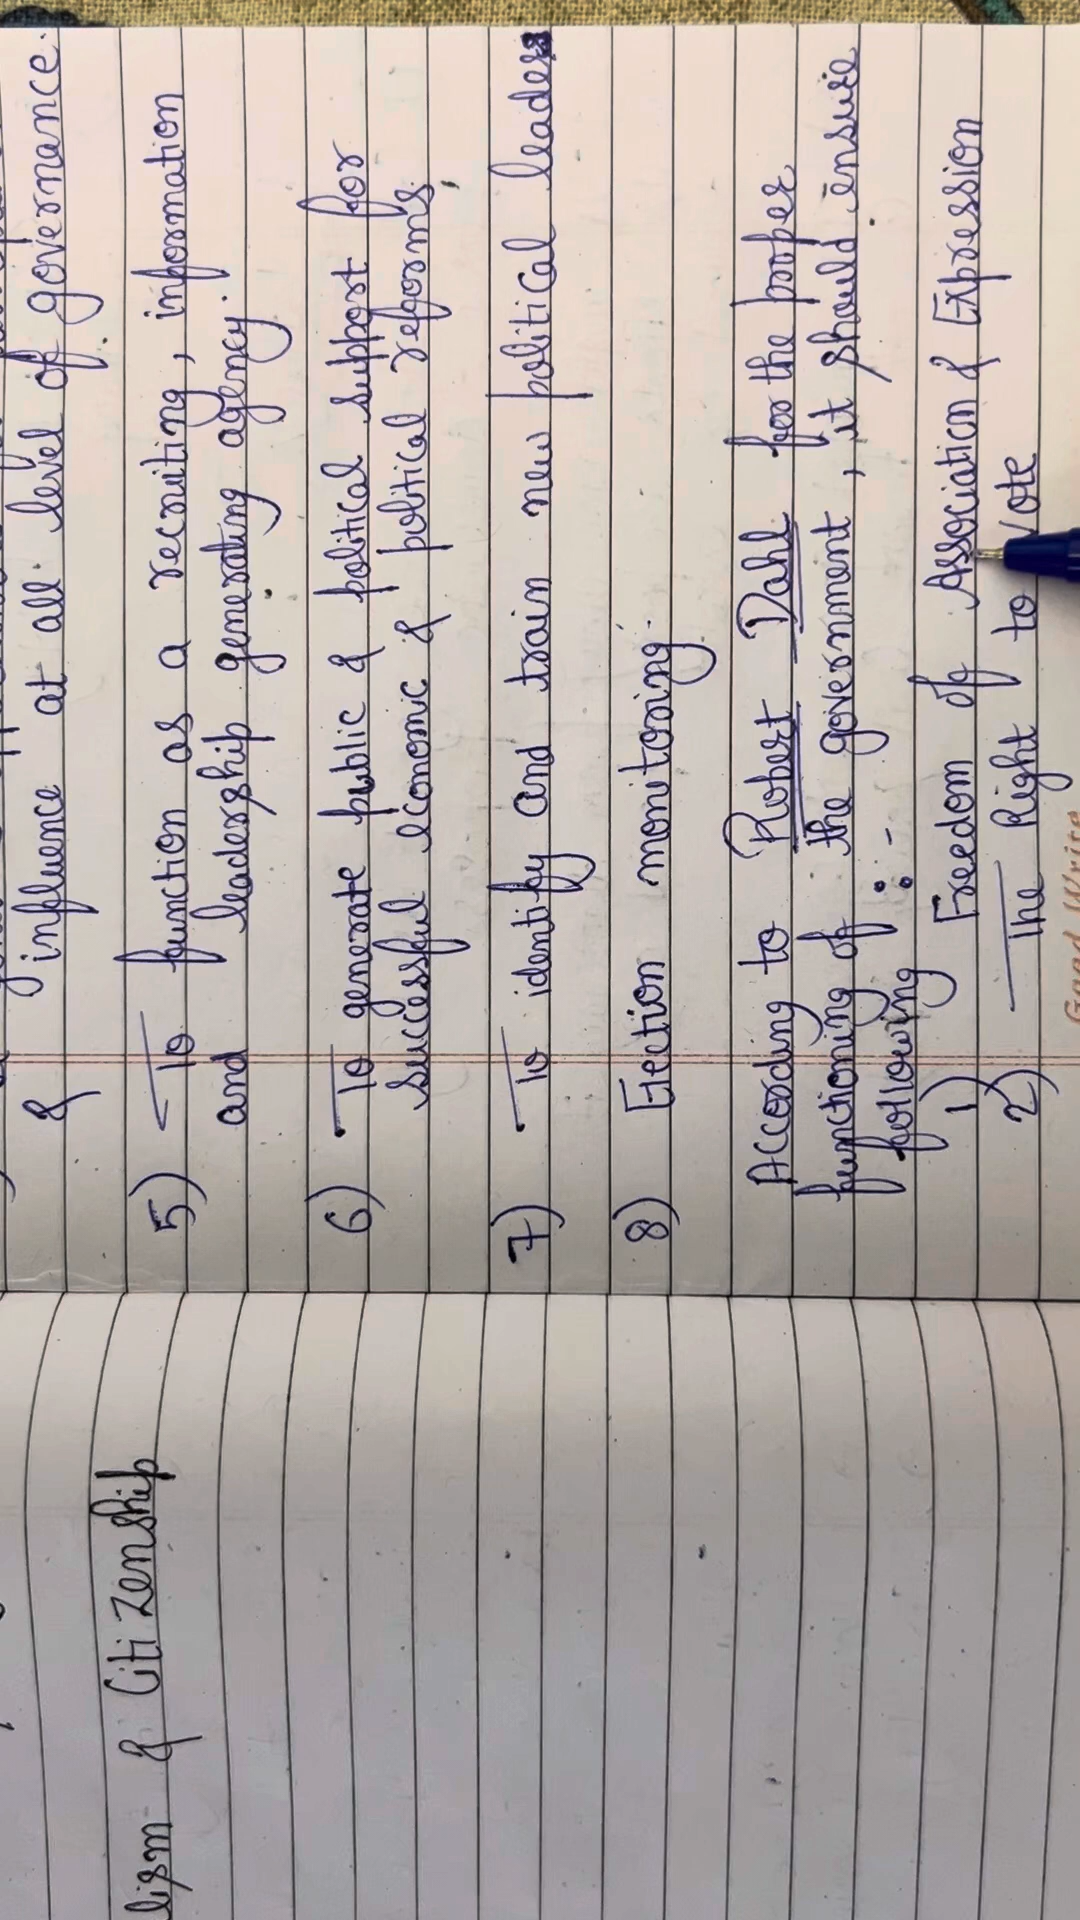 & influence at all level of governance.
5) To function as a recruiting, information
and leadership generating agency.
6) To generate public & political support for
successful economic & political reforms.
7) To identify and train new political leaders
8) Election monitoring.
According to Robert Dahl for the proper
functioning of the government, it should ensure
following :-
1) Freedom of Association & Expression
2) The Right to Vote
Good Write
lism & Citizenship